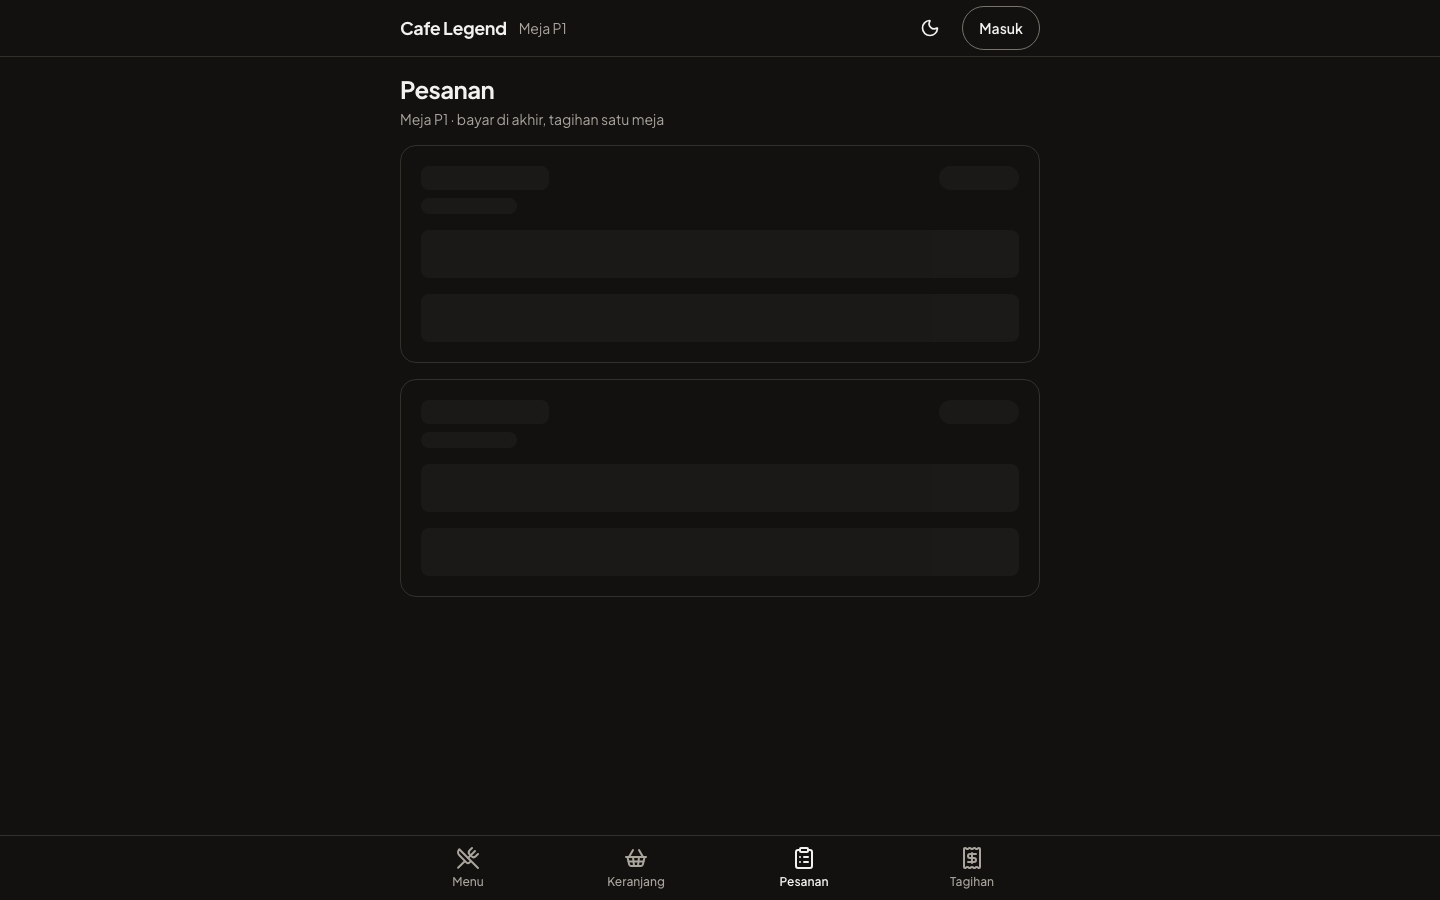 Cafe Legend Meja P1
Masuk
Pesanan
Meja P1 · bayar di akhir, tagihan satu meja
Menu
Keranjang
Pesanan
Tagihan